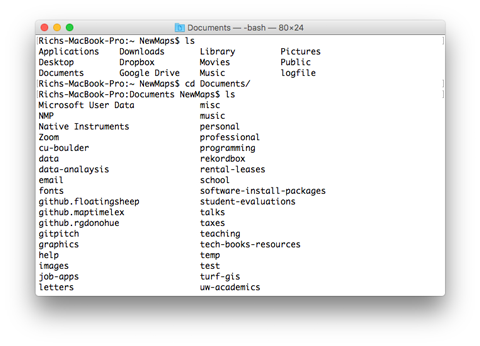 Documents — -bash — 80×24
Richs-MacBook-Pro:~ NewMaps$ ls
Applications Downloads Library Pictures
Desktop Dropbox Movies Public
Documents Google Drive Music logfile
Richs-MacBook-Pro:~ NewMaps$ cd Documents/
Richs-MacBook-Pro:Documents NewMaps$ ls
Microsoft User Data misc
NMP music
Native Instruments personal
Zoom professional
cu-boulder programming
data rekordbox
data-analaysis rental-leases
email school
fonts software-install-packages
github.floatingsheep student-evaluations
github.maptimelex talks
github.rgdonohue taxes
gitpitch teaching
graphics tech-books-resources
help temp
images test
job-apps turf-gis
letters uw-academics